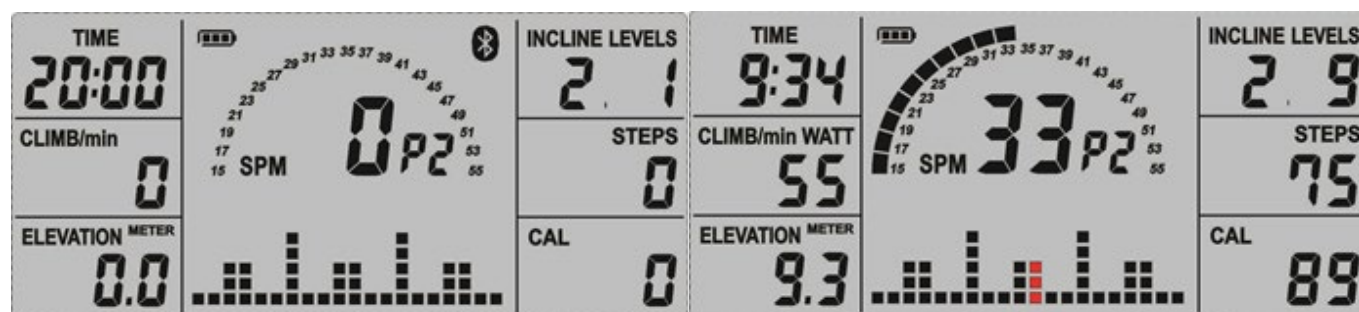 TIME
20:00
CLIMB/min
0
ELEVATION METER
0.0
29 31 33 35 37 39 41
27 43
25 45
23 47
21 49
19 51
17 53
15 SPM 0 P2 55
INCLINE LEVELS
2. 1
STEPS
0
CAL
0
TIME
9:34
CLIMB/min WATT
55
ELEVATION METER
9.3
29 31 33 35 37 39 41
27 43
25 45
23 47
21 49
19 51
17 53
15 SPM 33 P2 55
INCLINE LEVELS
2. 9
STEPS
75
CAL
89